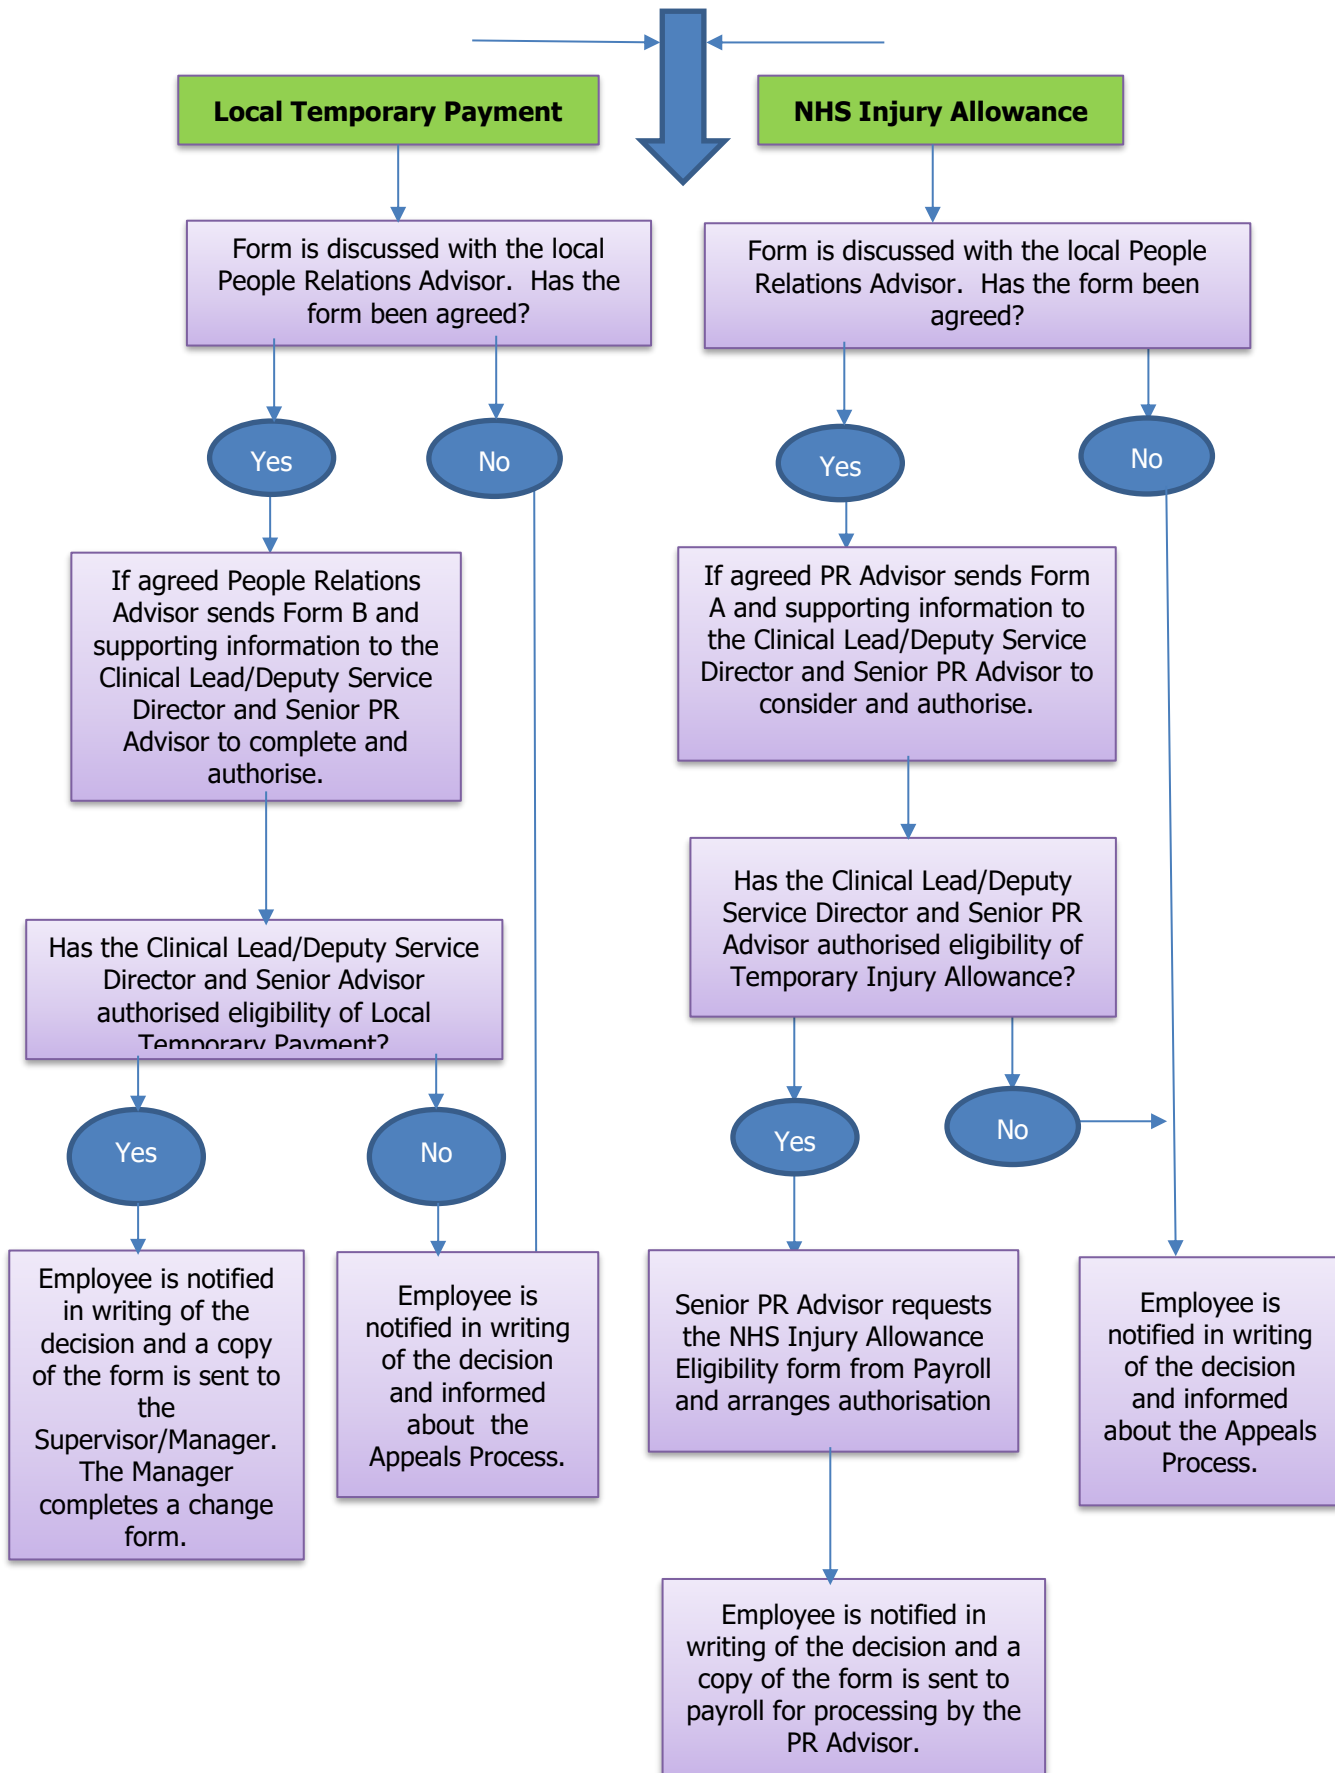 Local Temporary Payment
NHS Injury Allowance
Form is discussed with the local
People Relations Advisor.  Has the
form been agreed?
Form is discussed with the local People
Relations Advisor.  Has the form been
agreed?
Yes
No
Yes
No
If agreed People Relations
Advisor sends Form B and
supporting information to the
Clinical Lead/Deputy Service
Director and Senior PR
Advisor to complete and
authorise.
If agreed PR Advisor sends Form
A and supporting information to
the Clinical Lead/Deputy Service
Director and Senior PR Advisor to
consider and authorise.
Has the Clinical Lead/Deputy Service
Director and Senior Advisor
authorised eligibility of Local
Temporary Payment?
Has the Clinical Lead/Deputy
Service Director and Senior PR
Advisor authorised eligibility of
Temporary Injury Allowance?
Yes
No
Yes
No
Employee is notified
in writing of the
decision and a copy
of the form is sent to
the
Supervisor/Manager.
The Manager
completes a change
form.
Employee is
notified in writing
of the decision
and informed
about  the
Appeals Process.
Senior PR Advisor requests
the NHS Injury Allowance
Eligibility form from Payroll
and arranges authorisation
Employee is
notified in writing
of the decision
and informed
about the Appeals
Process.
Employee is notified in
writing of the decision and a
copy of the form is sent to
payroll for processing by the
PR Advisor.